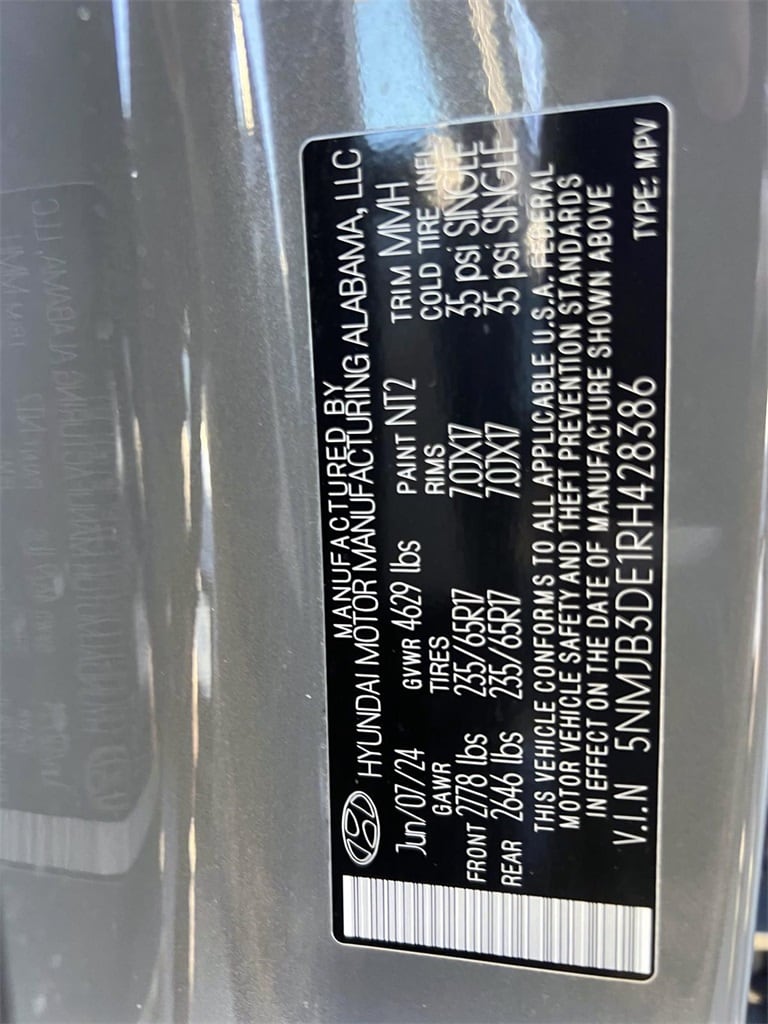 MANUFACTURED BY
HYUNDAI MOTOR MANUFACTURING ALABAMA, LLC
Jun/07/24 GVWR 4629 lbs PAINT NT2 TRIM MMH
GAWR TIRES RIMS COLD TIRE INFL
FRONT 2778 lbs 235/65R17 7.0JX17 35 psi SINGLE
REAR 2646 lbs 235/65R17 7.0JX17 35 psi SINGLE
THIS VEHICLE CONFORMS TO ALL APPLICABLE U.S.A. FEDERAL
MOTOR VEHICLE SAFETY AND THEFT PREVENTION STANDARDS
IN EFFECT ON THE DATE OF MANUFACTURE SHOWN ABOVE
V.I.N 5NMJB3DE1RH428386 TYPE: MPV